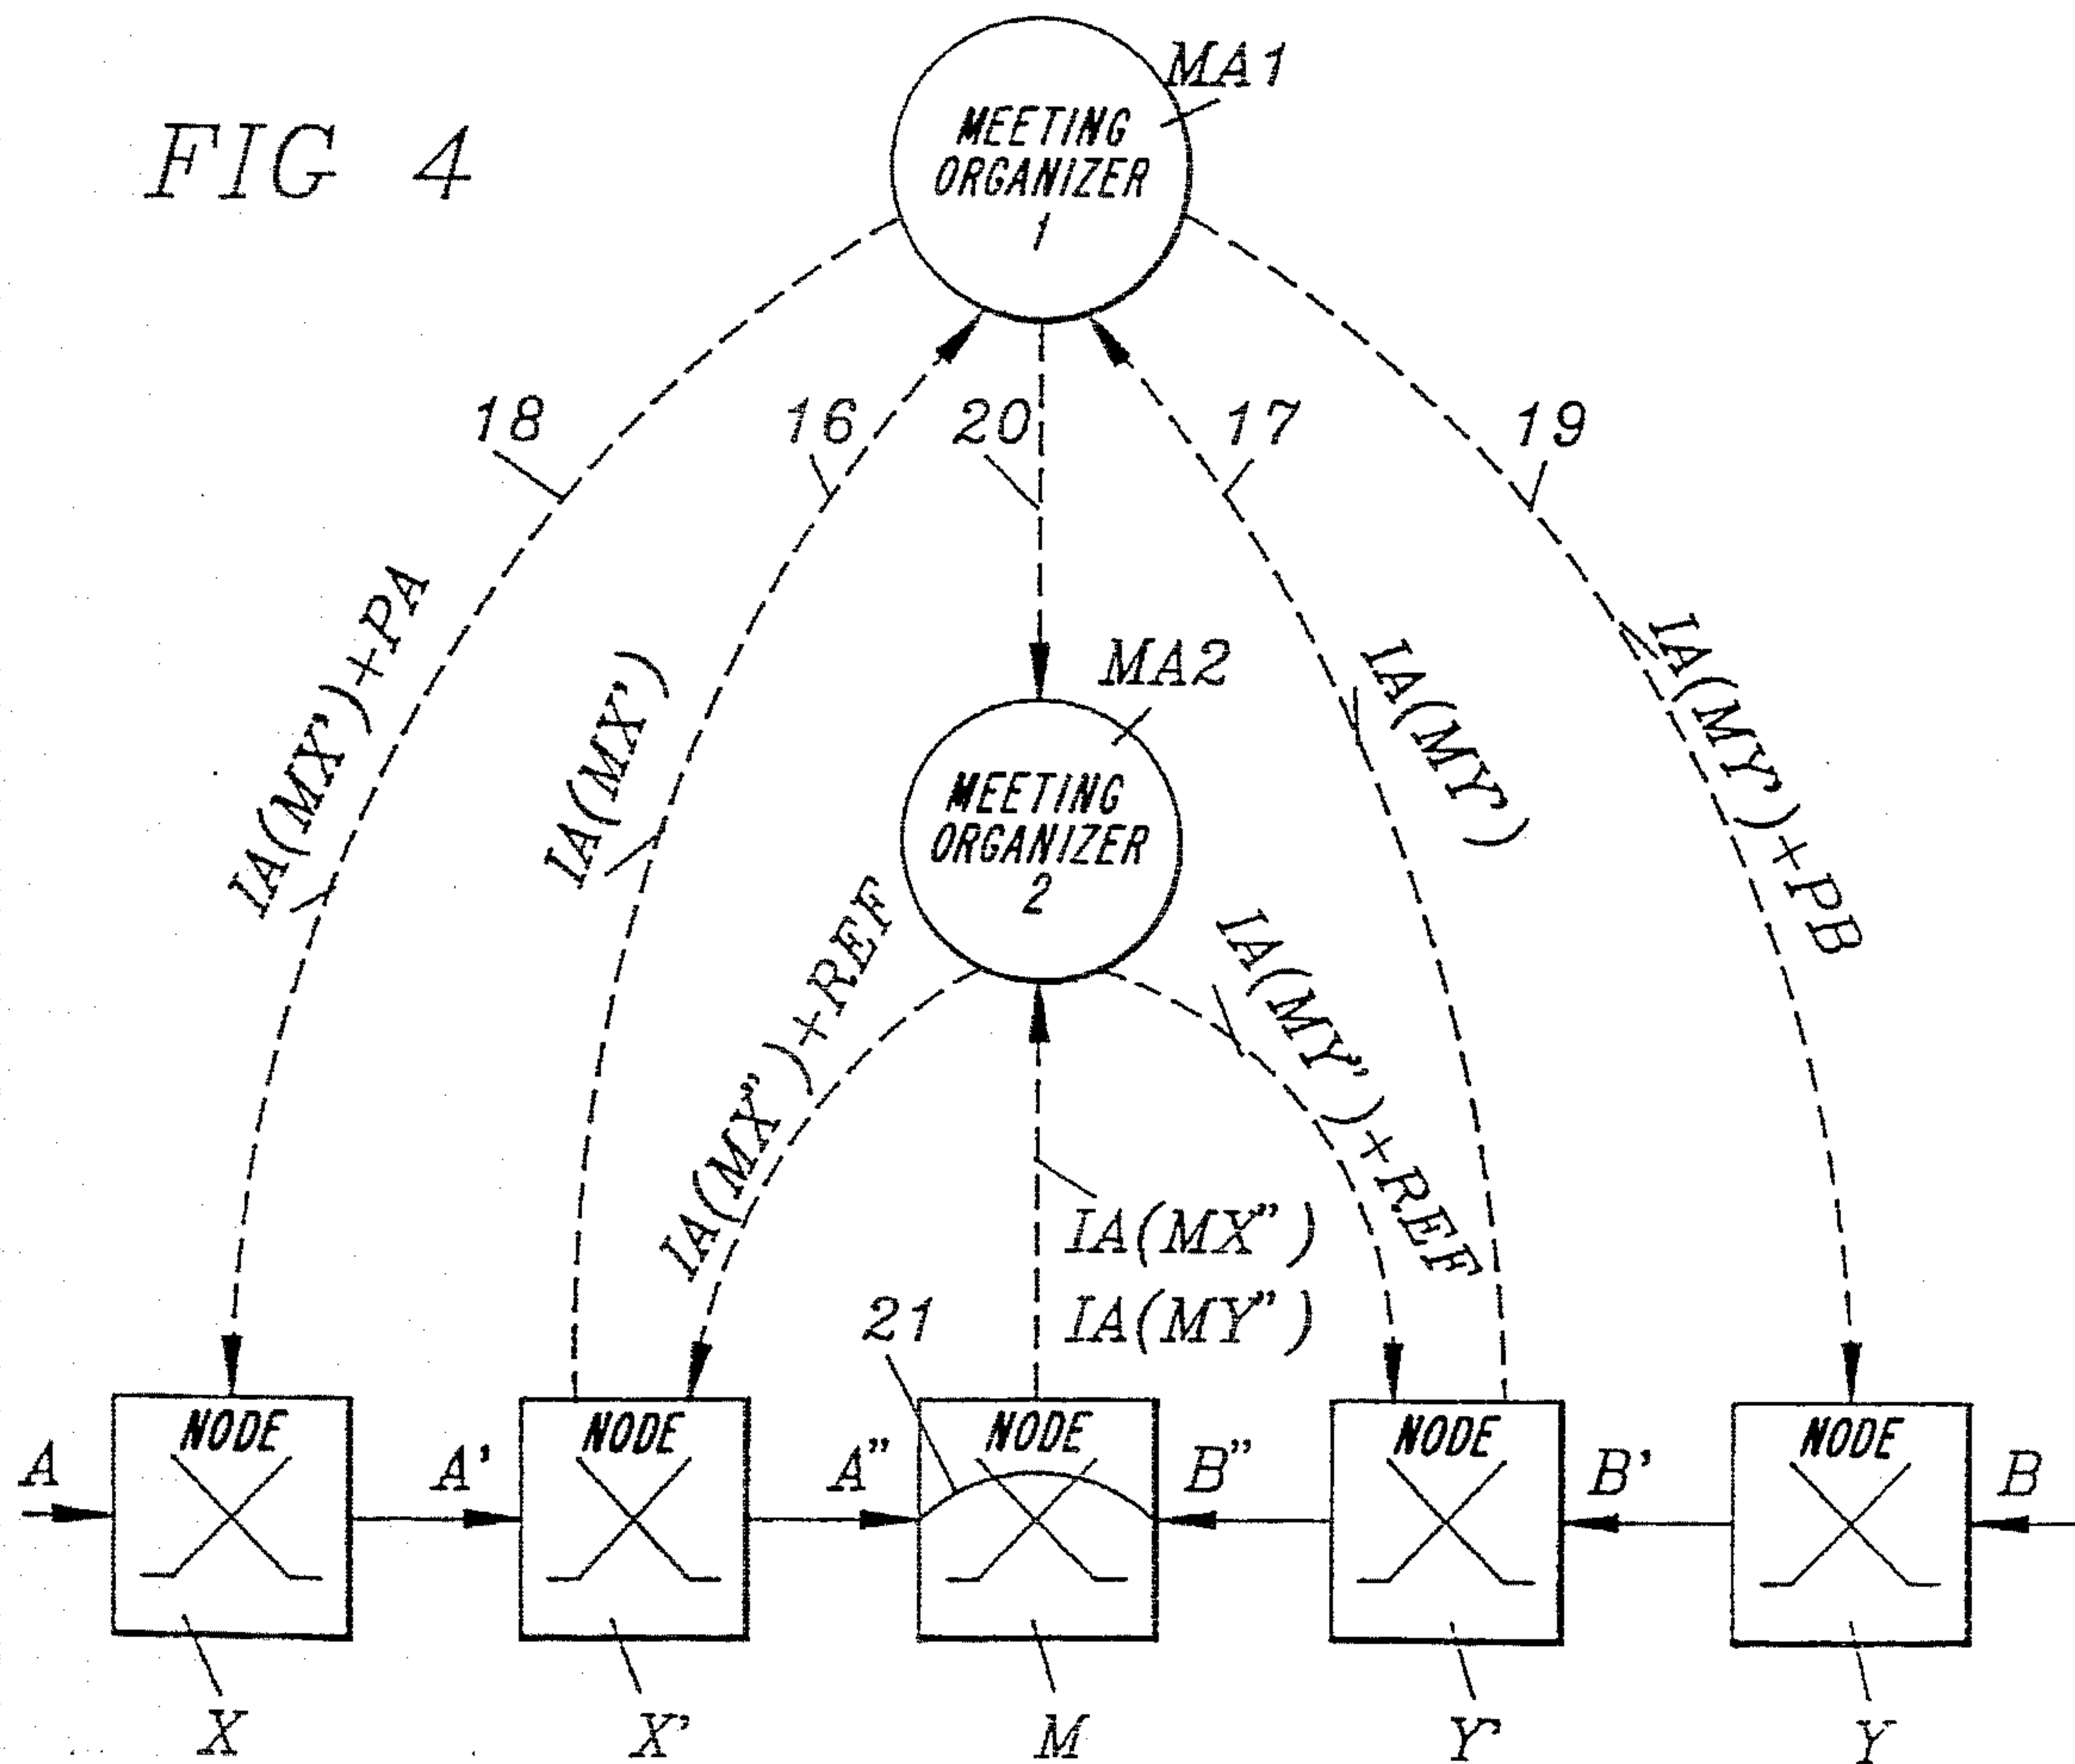 FIG 4
MA1
MEETING
ORGANIZER
1
18
16
20
17
19
IA(MX')+PA
IA(MX')
MA2
IA(MY')
IA(MY')+PB
MEETING
ORGANIZER
2
IA(MX")+REF
IA(MY")+REF
IA(MX")
IA(MY")
21
A
NODE
A'
NODE
A"
NODE
B"
NODE
B'
NODE
B
X
X'
M
Y'
Y